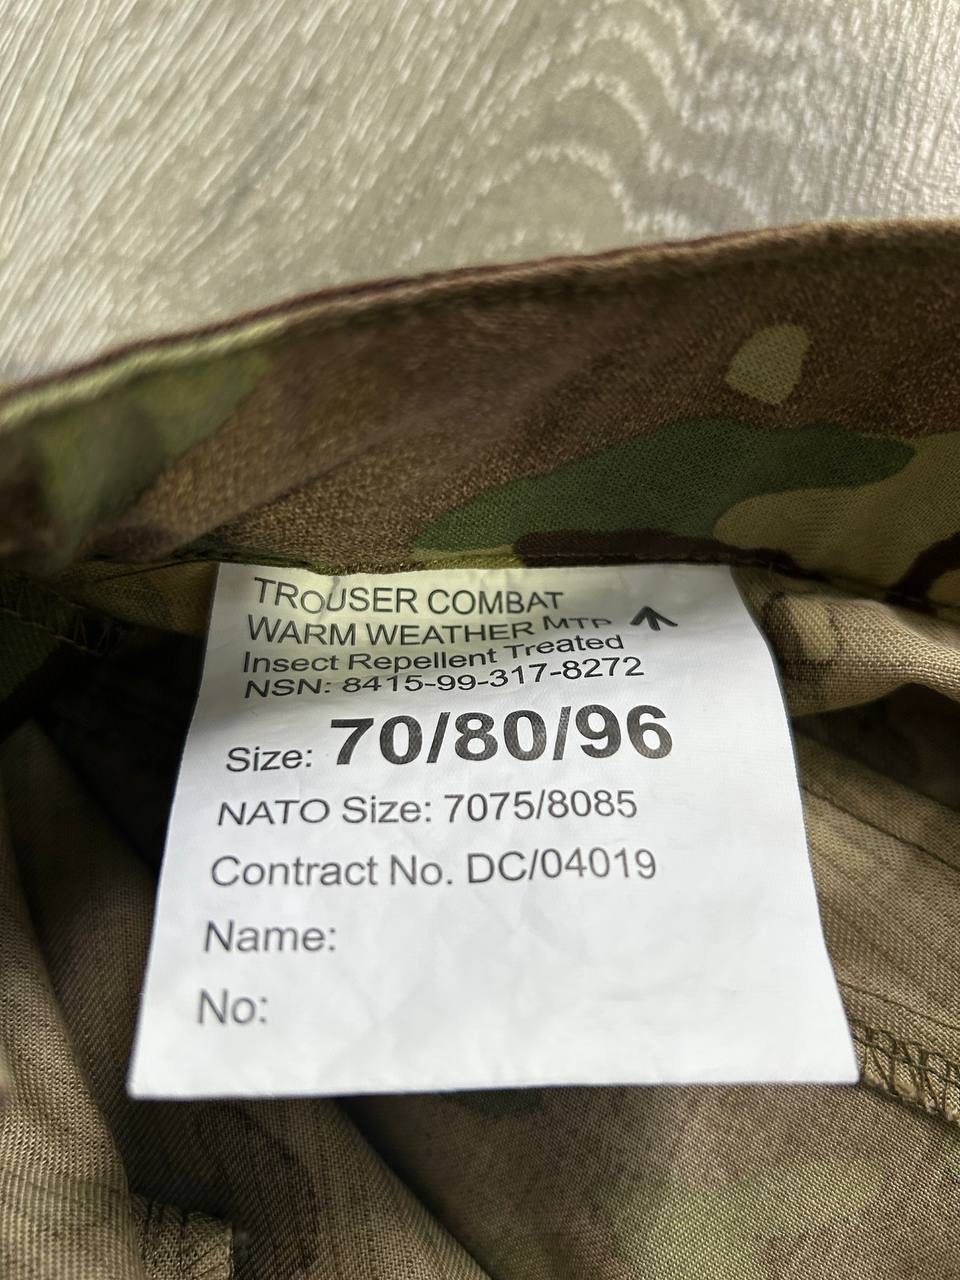 TROUSER COMBAT
WARM WEATHER MTP
Insect Repellent Treated
NSN: 8415-99-317-8272
Size: 70/80/96
NATO Size: 7075/8085
Contract No. DC/04019
Name:
No: